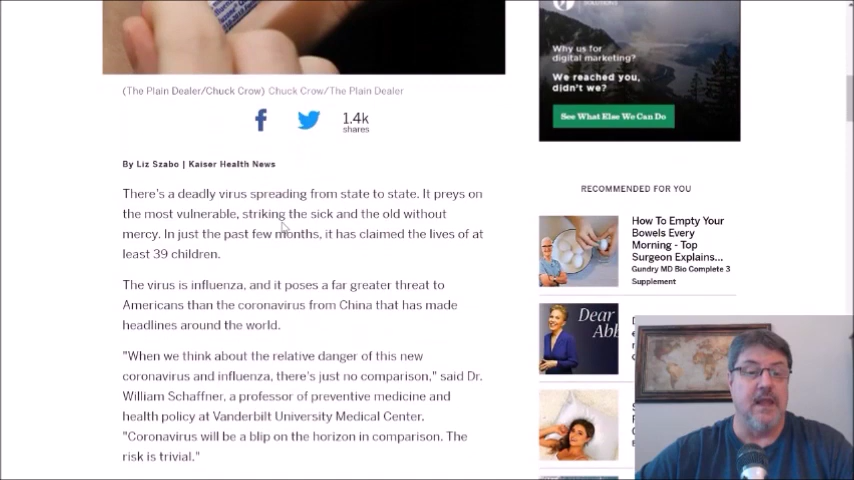 SOLUTIONS
Why us for
digital marketing?
We reached you,
didn't we?
See What Else We Can Do
(The Plain Dealer/Chuck Crow) Chuck Crow/The Plain Dealer
1.4k
shares
By Liz Szabo | Kaiser Health News
There's a deadly virus spreading from state to state. It preys on
the most vulnerable, striking the sick and the old without
mercy. In just the past few months, it has claimed the lives of at
least 39 children.
The virus is influenza, and it poses a far greater threat to
Americans than the coronavirus from China that has made
headlines around the world.
"When we think about the relative danger of this new
coronavirus and influenza, there's just no comparison," said Dr.
William Schaffner, a professor of preventive medicine and
health policy at Vanderbilt University Medical Center.
"Coronavirus will be a blip on the horizon in comparison. The
risk is trivial."
RECOMMENDED FOR YOU
How To Empty Your
Bowels Every
Morning - Top
Surgeon Explains...
Gundry MD Bio Complete 3
Supplement
Dear
Abb